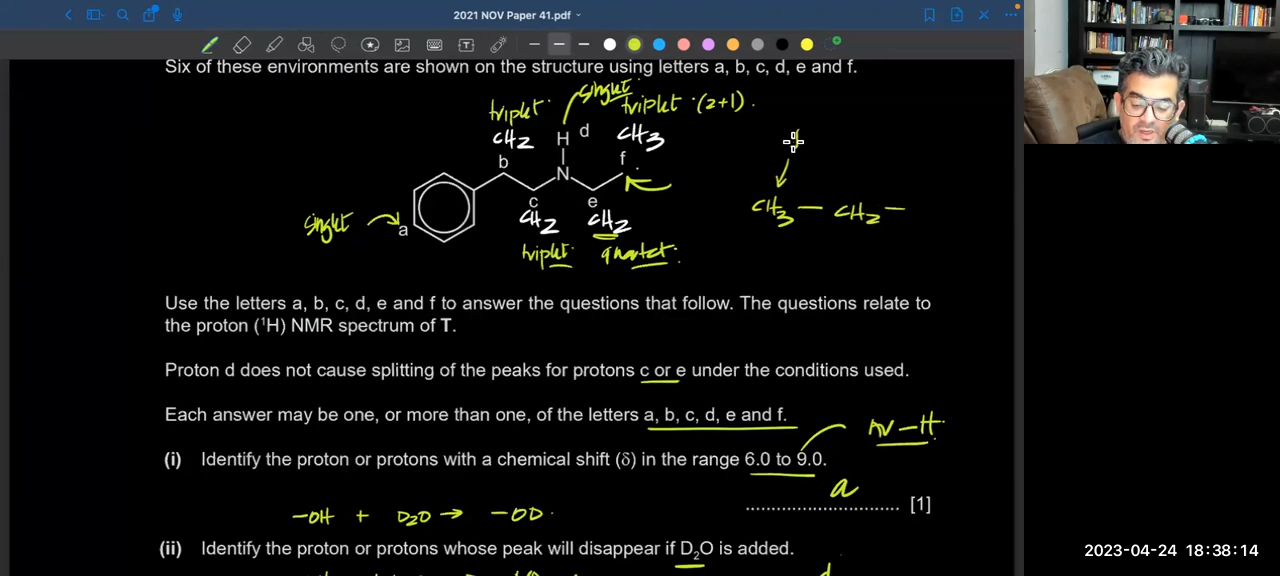 2021 NOV Paper 41.pdf
Six of these environments are shown on the structure using letters a, b, c, d, e and f.
singlet
triplet triplet · (2+1) ·
CH2 H d CH3
b f
N
CH3 — CH2 —
c e
singlet a CH2 CH2
triplet quartet
Use the letters a, b, c, d, e and f to answer the questions that follow. The questions relate to
the proton (¹H) NMR spectrum of T.
Proton d does not cause splitting of the peaks for protons c or e under the conditions used.
Each answer may be one, or more than one, of the letters a, b, c, d, e and f.
Ar – H
(i) Identify the proton or protons with a chemical shift (δ) in the range 6.0 to 9.0.
a
.................................. [1]
–OH + D2O → –OD
(ii) Identify the proton or protons whose peak will disappear if D₂O is added.
d
2023-04-24 18:38:14